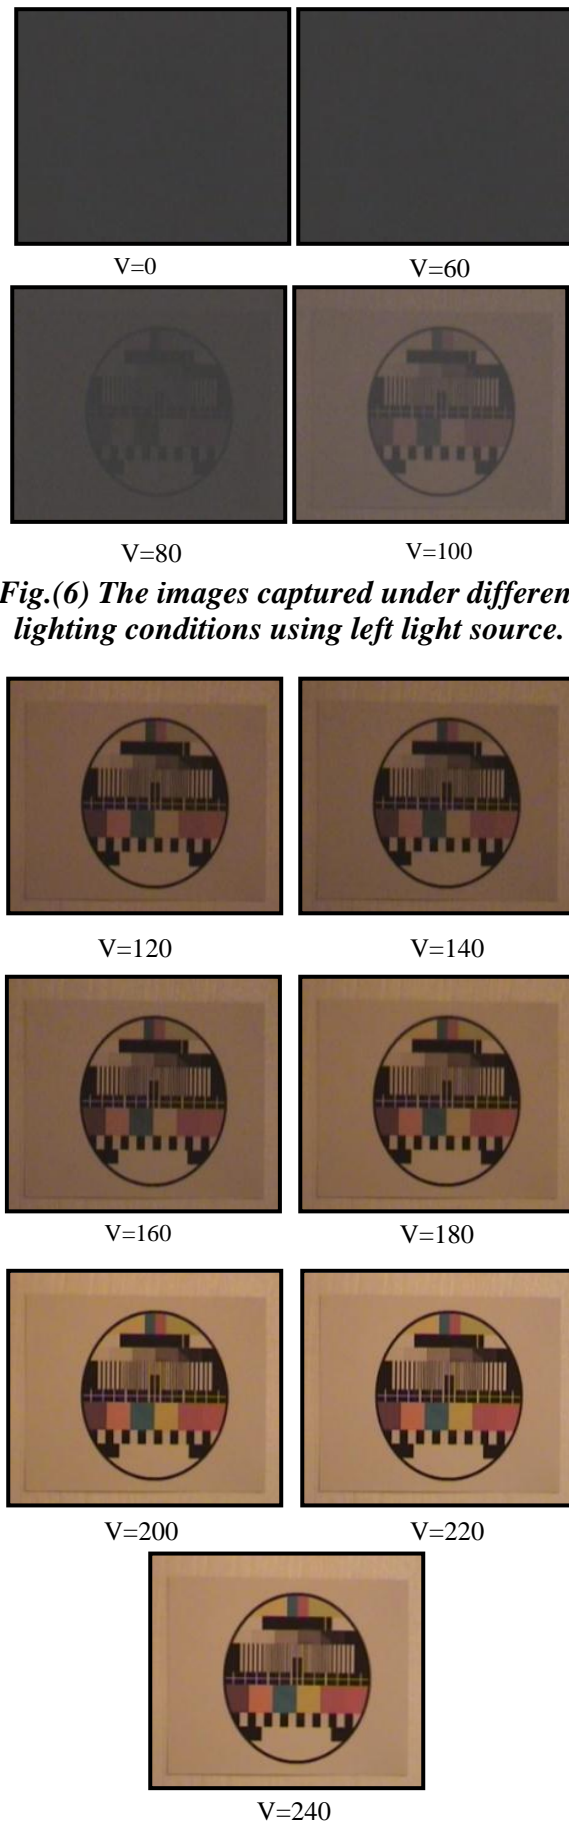 V=0
V=60
V=80
V=100
Fig.(6) The images captured under differen
lighting conditions using left light source.
V=120
V=140
V=160
V=180
V=200
V=220
V=240